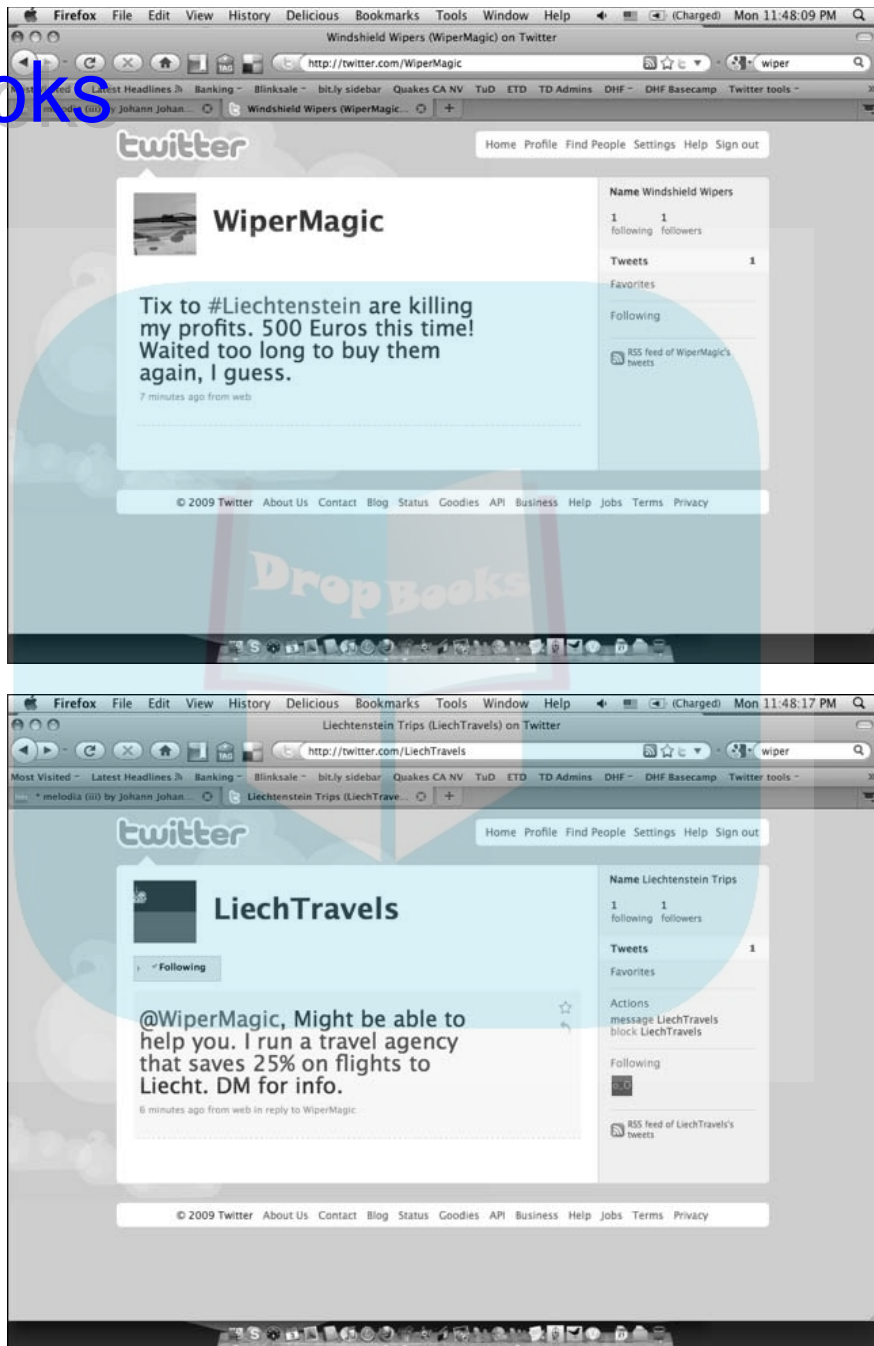 Firefox File Edit View History Delicious Bookmarks Tools Window Help (Charged) Mon 11:48:09 PM
Windshield Wipers (WiperMagic) on Twitter
http://twitter.com/WiperMagic wiper
oks
Latest Headlines Banking Blinksale bit.ly sidebar Quakes CA NV TuD ETD TD Admins DHF DHF Basecamp Twitter tools
melodia (iii) by Johann Johan... Windshield Wipers (WiperMagic...
twitter
Home Profile Find People Settings Help Sign out
WiperMagic
Tix to #Liechtenstein are killing
my profits. 500 Euros this time!
Waited too long to buy them
again, I guess.
7 minutes ago from web
Name Windshield Wipers
1 1
following followers
Tweets 1
Favorites
Following
RSS feed of WiperMagic's
tweets
© 2009 Twitter About Us Contact Blog Status Goodies API Business Help Jobs Terms Privacy
DropBooks
Firefox File Edit View History Delicious Bookmarks Tools Window Help (Charged) Mon 11:48:17 PM
Liechtenstein Trips (LiechTravels) on Twitter
http://twitter.com/LiechTravels wiper
Most Visited Latest Headlines Banking Blinksale bit.ly sidebar Quakes CA NV TuD ETD TD Admins DHF DHF Basecamp Twitter tools
* melodia (iii) by Johann Johan... Liechtenstein Trips (LiechTrave...
twitter
Home Profile Find People Settings Help Sign out
LiechTravels
Following
@WiperMagic, Might be able to
help you. I run a travel agency
that saves 25% on flights to
Liecht. DM for info.
6 minutes ago from web in reply to WiperMagic
Name Liechtenstein Trips
1 1
following followers
Tweets 1
Favorites
Actions
message LiechTravels
block LiechTravels
Following
RSS feed of LiechTravels's
tweets
© 2009 Twitter About Us Contact Blog Status Goodies API Business Help Jobs Terms Privacy